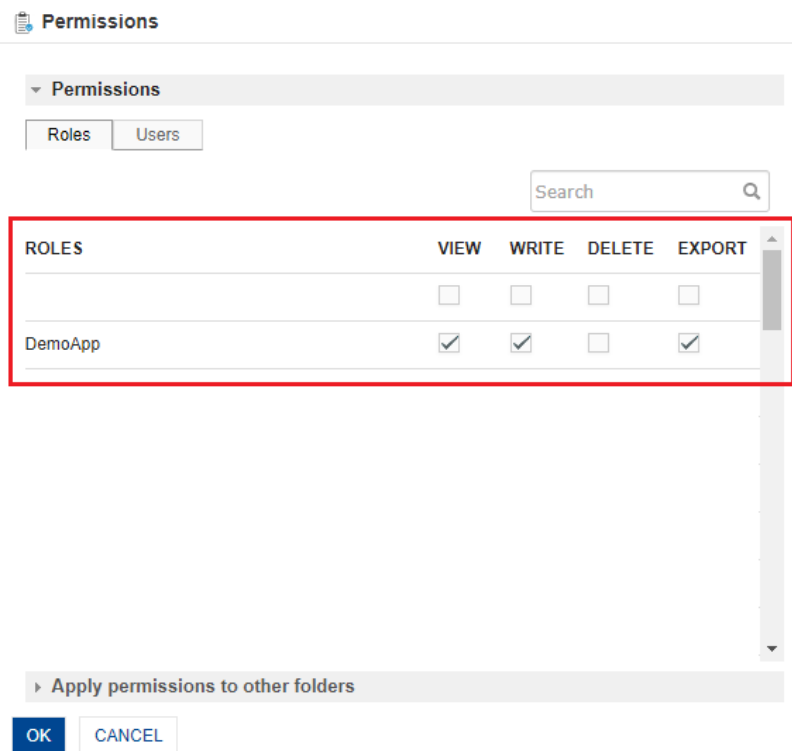 Permissions
Permissions
Roles Users
Search
ROLES VIEW WRITE DELETE EXPORT
DemoApp
Apply permissions to other folders
OK CANCEL